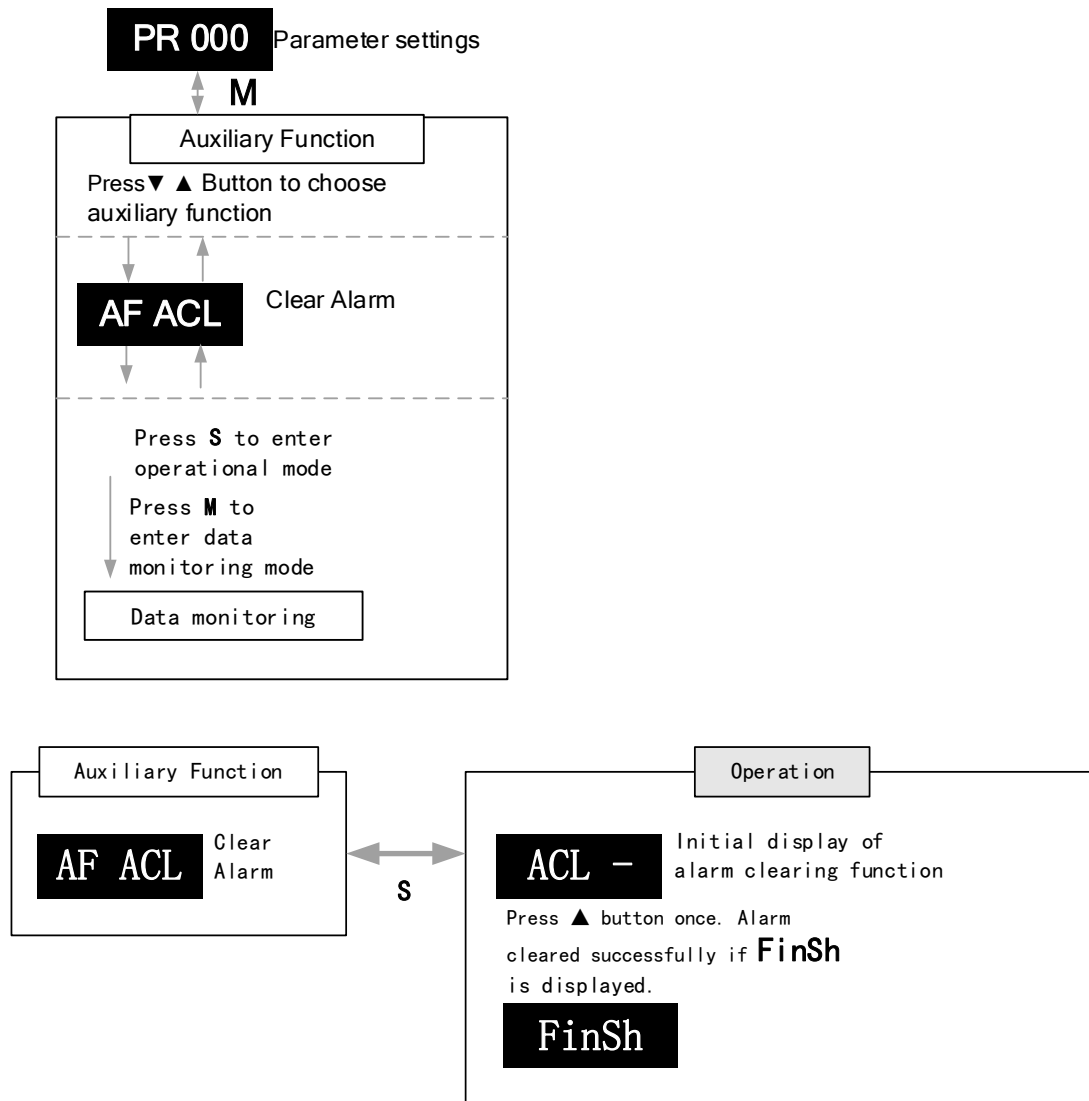 PR 000 Parameter settings
M
Auxiliary Function
Press▼ ▲ Button to choose
auxiliary function
AF ACL Clear Alarm
Press S to enter
operational mode
Press M to
enter data
monitoring mode
Data monitoring
Auxiliary Function
AF ACL
Clear
Alarm
S
Operation
ACL －
Initial display of
alarm clearing function
Press ▲ button once. Alarm
cleared successfully if FinSh
is displayed.
FinSh